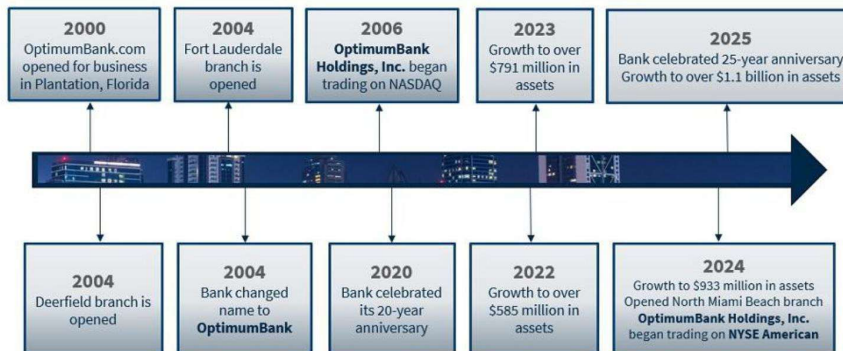 2000
OptimumBank.com
opened for business
in Plantation, Florida
2004
Fort Lauderdale
branch is
opened
2006
OptimumBank
Holdings, Inc. began
trading on NASDAQ
2023
Growth to over
$791 million in
assets
2025
Bank celebrated 25-year anniversary
Growth to over $1.1 billion in assets
2004
Deerfield branch is
opened
2004
Bank changed
name to
OptimumBank
2020
Bank celebrated
its 20-year
anniversary
2022
Growth to over
$585 million in
assets
2024
Growth to $933 million in assets
Opened North Miami Beach branch
OptimumBank Holdings, Inc.
began trading on NYSE American